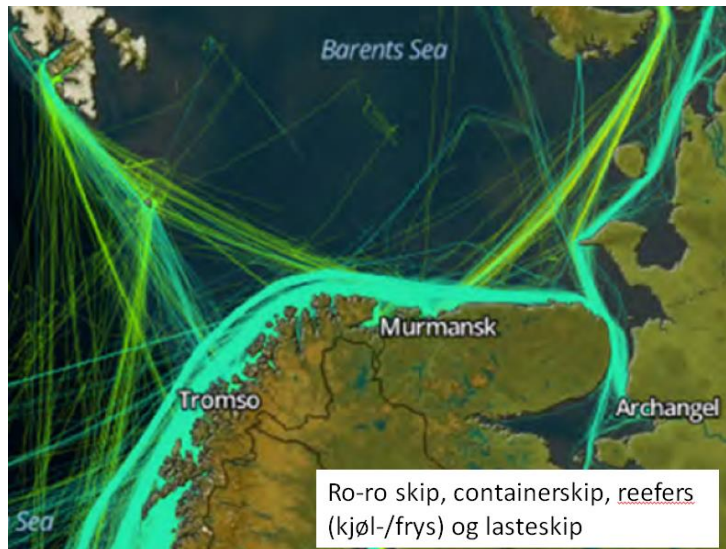 Barents Sea
Murmansk
Tromso
Archangel
Sea
Ro-ro skip, containerskip, reefers
(kjøl-/frys) og lasteskip